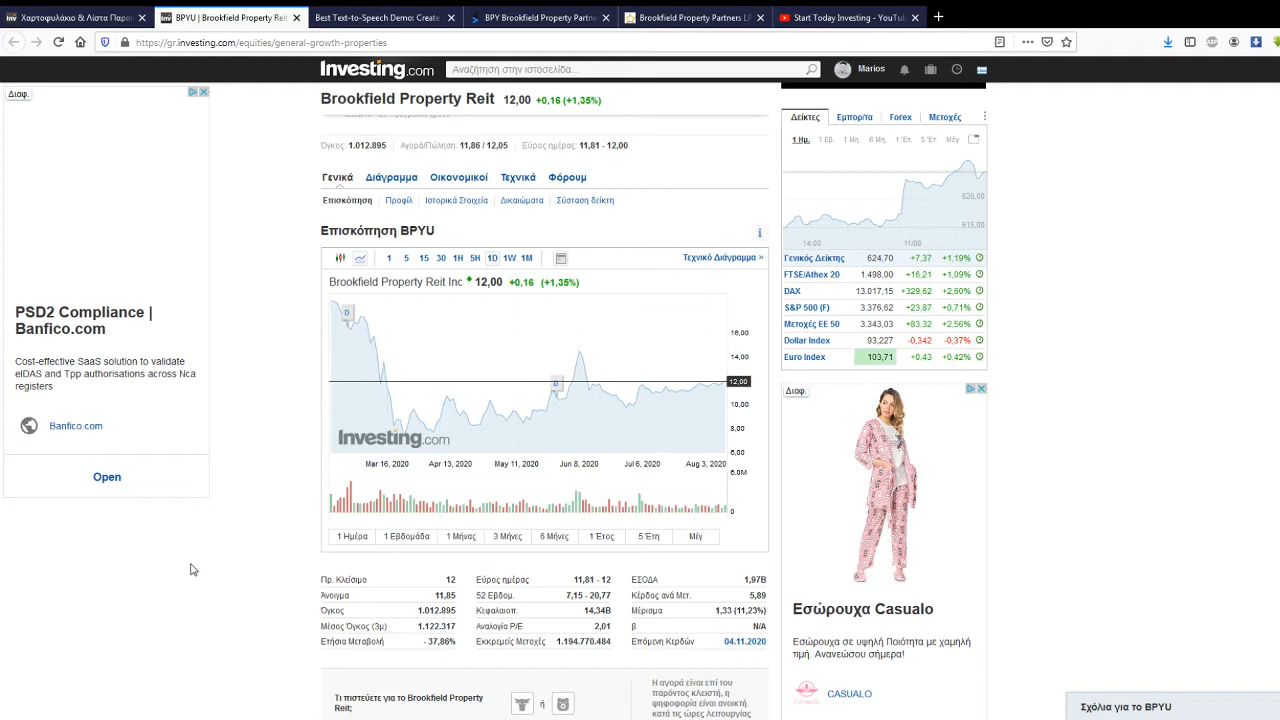 Χαρτοφυλάκιο & Λίστα Παρα
BPYU | Brookfield Property Reit
Best Text-to-Speech Demo: Create
BPY Brookfield Property Partne
Brookfield Property Partners LP
Start Today Investing - YouTub
https://gr.investing.com/equities/general-growth-properties
Investing.com
Αναζήτηση στην ιστοσελίδα...
Marios
Brookfield Property Reit 12,00 +0,16 (+1,35%)
Όγκος: 1.012.895 Αγορά/Πώληση: 11,86 / 12,05 Εύρος ημέρας: 11,81 - 12,00
Γενικά Διάγραμμα Οικονομικοί Τεχνικά Φόρουμ
Επισκόπηση Προφίλ Ιστορικά Στοιχεία Δικαιώματα Σύσταση δείκτη
Επισκόπηση BPYU
1 5 15 30 1H 5H 1D 1W 1M
Τεχνικό Διάγραμμα »
Brookfield Property Reit Inc 12,00 +0,16 (+1,35%)
D
D
16,00
14,00
12,00
10,00
8,00
6,00
Investing.com
Mar 16, 2020 Apr 13, 2020 May 11, 2020 Jun 8, 2020 Jul 6, 2020 Aug 3, 2020
6.0M
0
1 Ημέρα 1 Εβδομάδα 1 Μήνας 3 Μήνες 6 Μήνες 1 Έτος 5 Έτη Μέγ
Πρ. Κλείσιμο 12 Εύρος ημέρας 11,81 - 12 ΕΣΟΔΑ 1,97B
Άνοιγμα 11,85 52 Εβδομ. 7,15 - 20,77 Κέρδος ανά Μετ. 5,89
Όγκος 1.012.895 Κεφαλαιοπ. 14,34B Μέρισμα 1,33 (11,23%)
Μέσος Όγκος (3μ) 1.122.317 Αναλογία P/E 2,01 β N/A
Ετήσια Μεταβολή - 37,86% Εκκρεμείς Μετοχές 1.194.770.484 Επόμενη Κερδών 04.11.2020
Τι πιστεύετε για το Brookfield Property
Reit;
ή
Η αγορά είναι επί του
παρόντος κλειστή, η
ψηφοφορία είναι ανοικτή
κατά τις ώρες λειτουργίας
Διαφ.
PSD2 Compliance |
Banfico.com
Cost-effective SaaS solution to validate
eIDAS and Tpp authorisations across Nca
registers
Banfico.com
Open
Δείκτες Εμπορ/τα Forex Μετοχές
1 Ημ. 1 Εβ. 1 Μη. 6 Μη. 1 Έτ. 5 Έτ. Μέγ
620,00
615,00
14:00 11/08
Γενικός Δείκτης 624,70 +7,37 +1,19%
FTSE/Athex 20 1.498,00 +16,21 +1,09%
DAX 13.017,15 +329,62 +2,60%
S&P 500 (F) 3.376,62 +23,87 +0,71%
Μετοχές ΕΕ 50 3.343,03 +83,32 +2,56%
Dollar Index 93,227 -0,342 -0,37%
Euro Index 103,71 +0,43 +0,42%
Διαφ.
Εσώρουχα Casualo
Εσώρουχα σε υψηλή Ποιότητα με χαμηλή
τιμή. Ανανεώσου σήμερα!
Casualo
CASUALO
Σχόλια για το BPYU